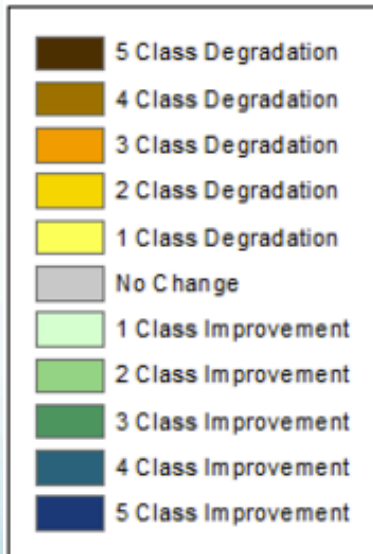 5 Class Degradation
4 Class Degradation
3 Class Degradation
2 Class Degradation
1 Class Degradation
No Change
1 Class Improvement
2 Class Improvement
3 Class Improvement
4 Class Improvement
5 Class Improvement